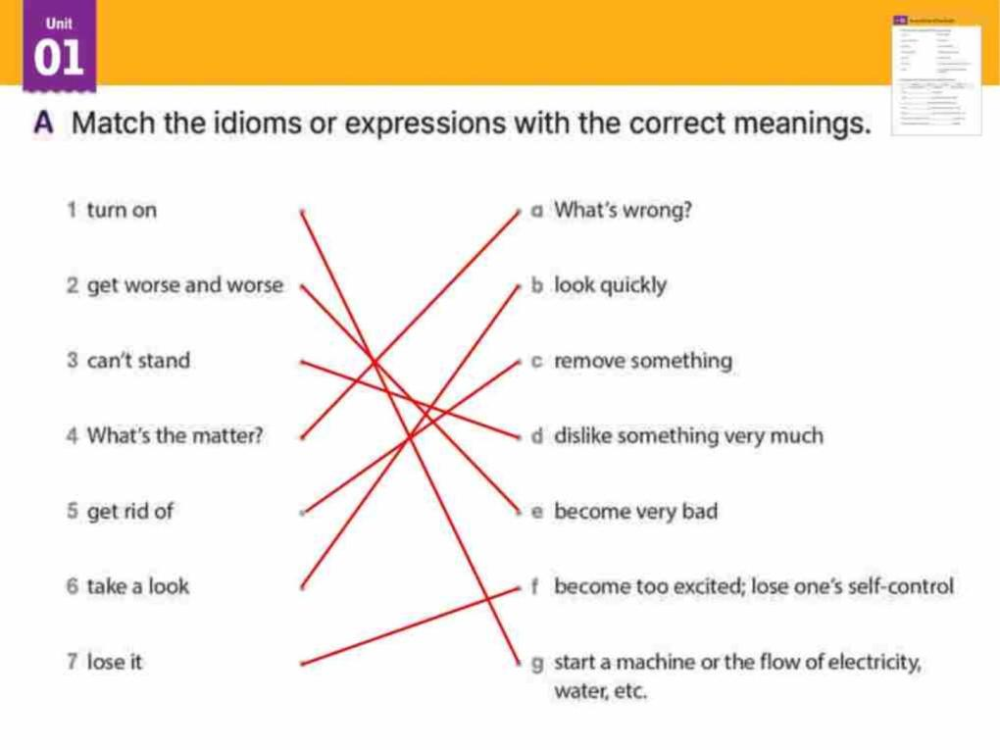 Unit
01
A Match the idioms or expressions with the correct meanings.
1 turn on
a What's wrong?
2 get worse and worse
b look quickly
3 can't stand
c remove something
4 What's the matter?
d dislike something very much
5 get rid of
e become very bad
6 take a look
f become too excited; lose one's self-control
7 lose it
g start a machine or the flow of electricity,
water, etc.